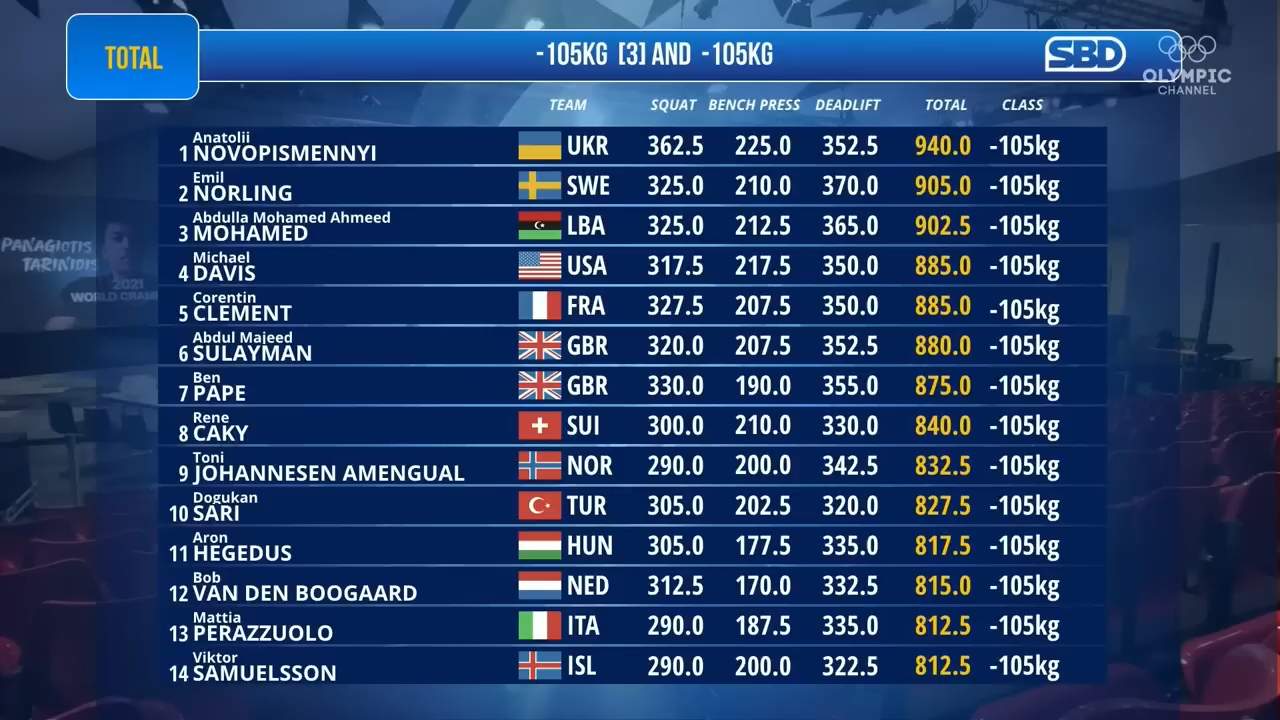 TOTAL
-105KG [3] AND -105KG
SBD
OLYMPIC
CHANNEL
TEAM SQUAT BENCH PRESS DEADLIFT TOTAL CLASS
Anatolii
1 NOVOPISMENNYI UKR 362.5 225.0 352.5 940.0 -105kg
Emil
2 NORLING SWE 325.0 210.0 370.0 905.0 -105kg
Abdulla Mohamed Ahmeed
3 MOHAMED LBA 325.0 212.5 365.0 902.5 -105kg
Michael
4 DAVIS USA 317.5 217.5 350.0 885.0 -105kg
Corentin
5 CLEMENT FRA 327.5 207.5 350.0 885.0 -105kg
Abdul Majeed
6 SULAYMAN GBR 320.0 207.5 352.5 880.0 -105kg
Ben
7 PAPE GBR 330.0 190.0 355.0 875.0 -105kg
Rene
8 CAKY SUI 300.0 210.0 330.0 840.0 -105kg
Toni
9 JOHANNESEN AMENGUAL NOR 290.0 200.0 342.5 832.5 -105kg
Dogukan
10 SARI TUR 305.0 202.5 320.0 827.5 -105kg
Aron
11 HEGEDUS HUN 305.0 177.5 335.0 817.5 -105kg
Bob
12 VAN DEN BOOGAARD NED 312.5 170.0 332.5 815.0 -105kg
Mattia
13 PERAZZUOLO ITA 290.0 187.5 335.0 812.5 -105kg
Viktor
14 SAMUELSSON ISL 290.0 200.0 322.5 812.5 -105kg
PANAGIOTIS
TARINIDIS
2021
WORLD